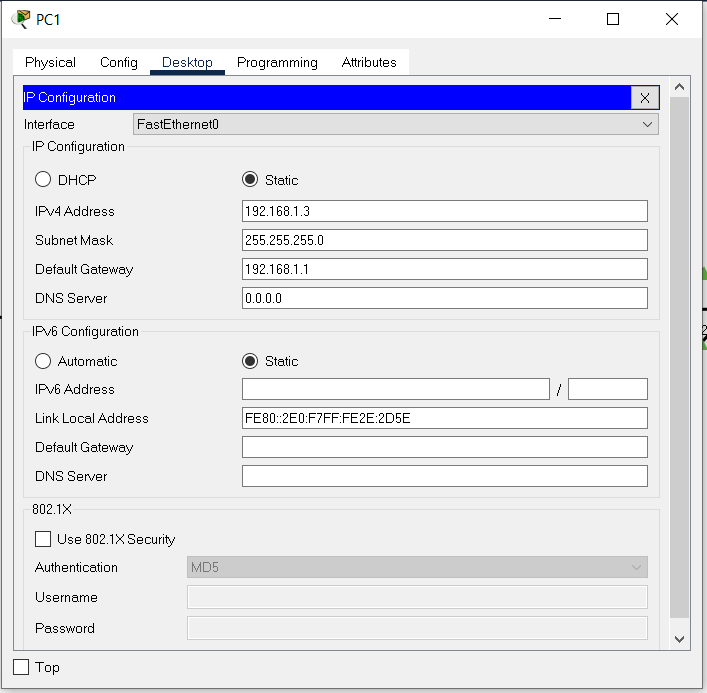 PC1
Physical Config Desktop Programming Attributes
IP Configuration X
Interface FastEthernet0
IP Configuration
DHCP Static
IPv4 Address 192.168.1.3
Subnet Mask 255.255.255.0
Default Gateway 192.168.1.1
DNS Server 0.0.0.0
IPv6 Configuration
Automatic Static
IPv6 Address /
Link Local Address FE80::2E0:F7FF:FE2E:2D5E
Default Gateway
DNS Server
802.1X
Use 802.1X Security
Authentication MD5
Username
Password
Top